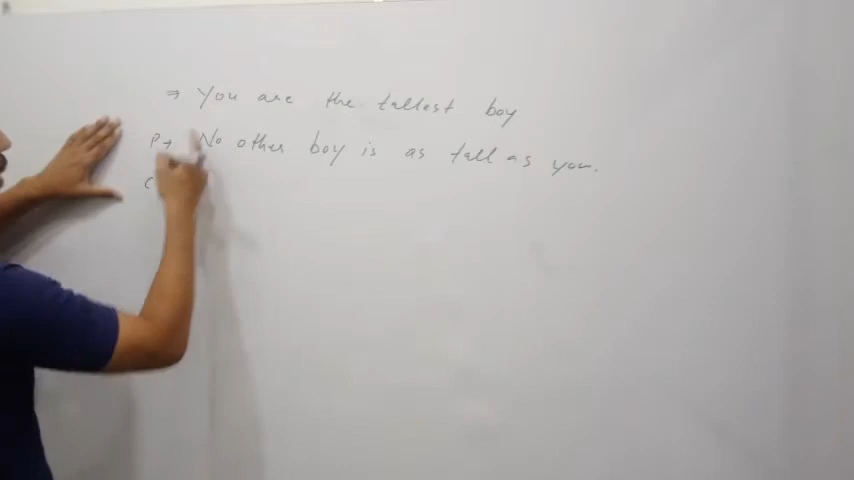 → You are the tallest boy
P→ No other boy is as tall as you.
C